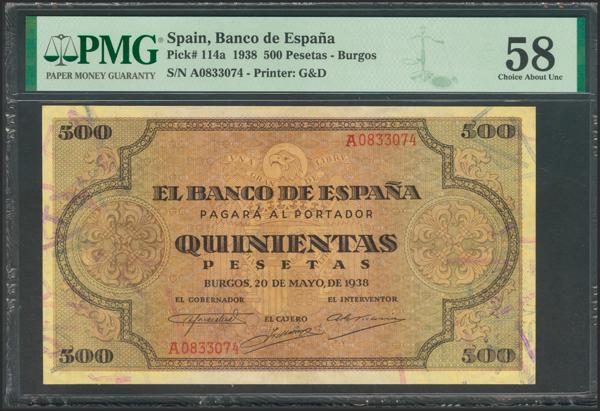 PMG
PAPER MONEY GUARANTY
Spain, Banco de España
Pick# 114a 1938 500 Pesetas - Burgos
S/N A0833074 - Printer: G&D
58
Choice About Unc
500
A0833074
500
UNA
LIBRE
EL BANCO DE ESPAÑA
PAGARÁ AL PORTADOR
QUINIENTAS
PESETAS
BURGOS, 20 DE MAYO, DE 1938
EL GOBERNADOR
EL CAJERO
EL INTERVENTOR
A0833074
500
500